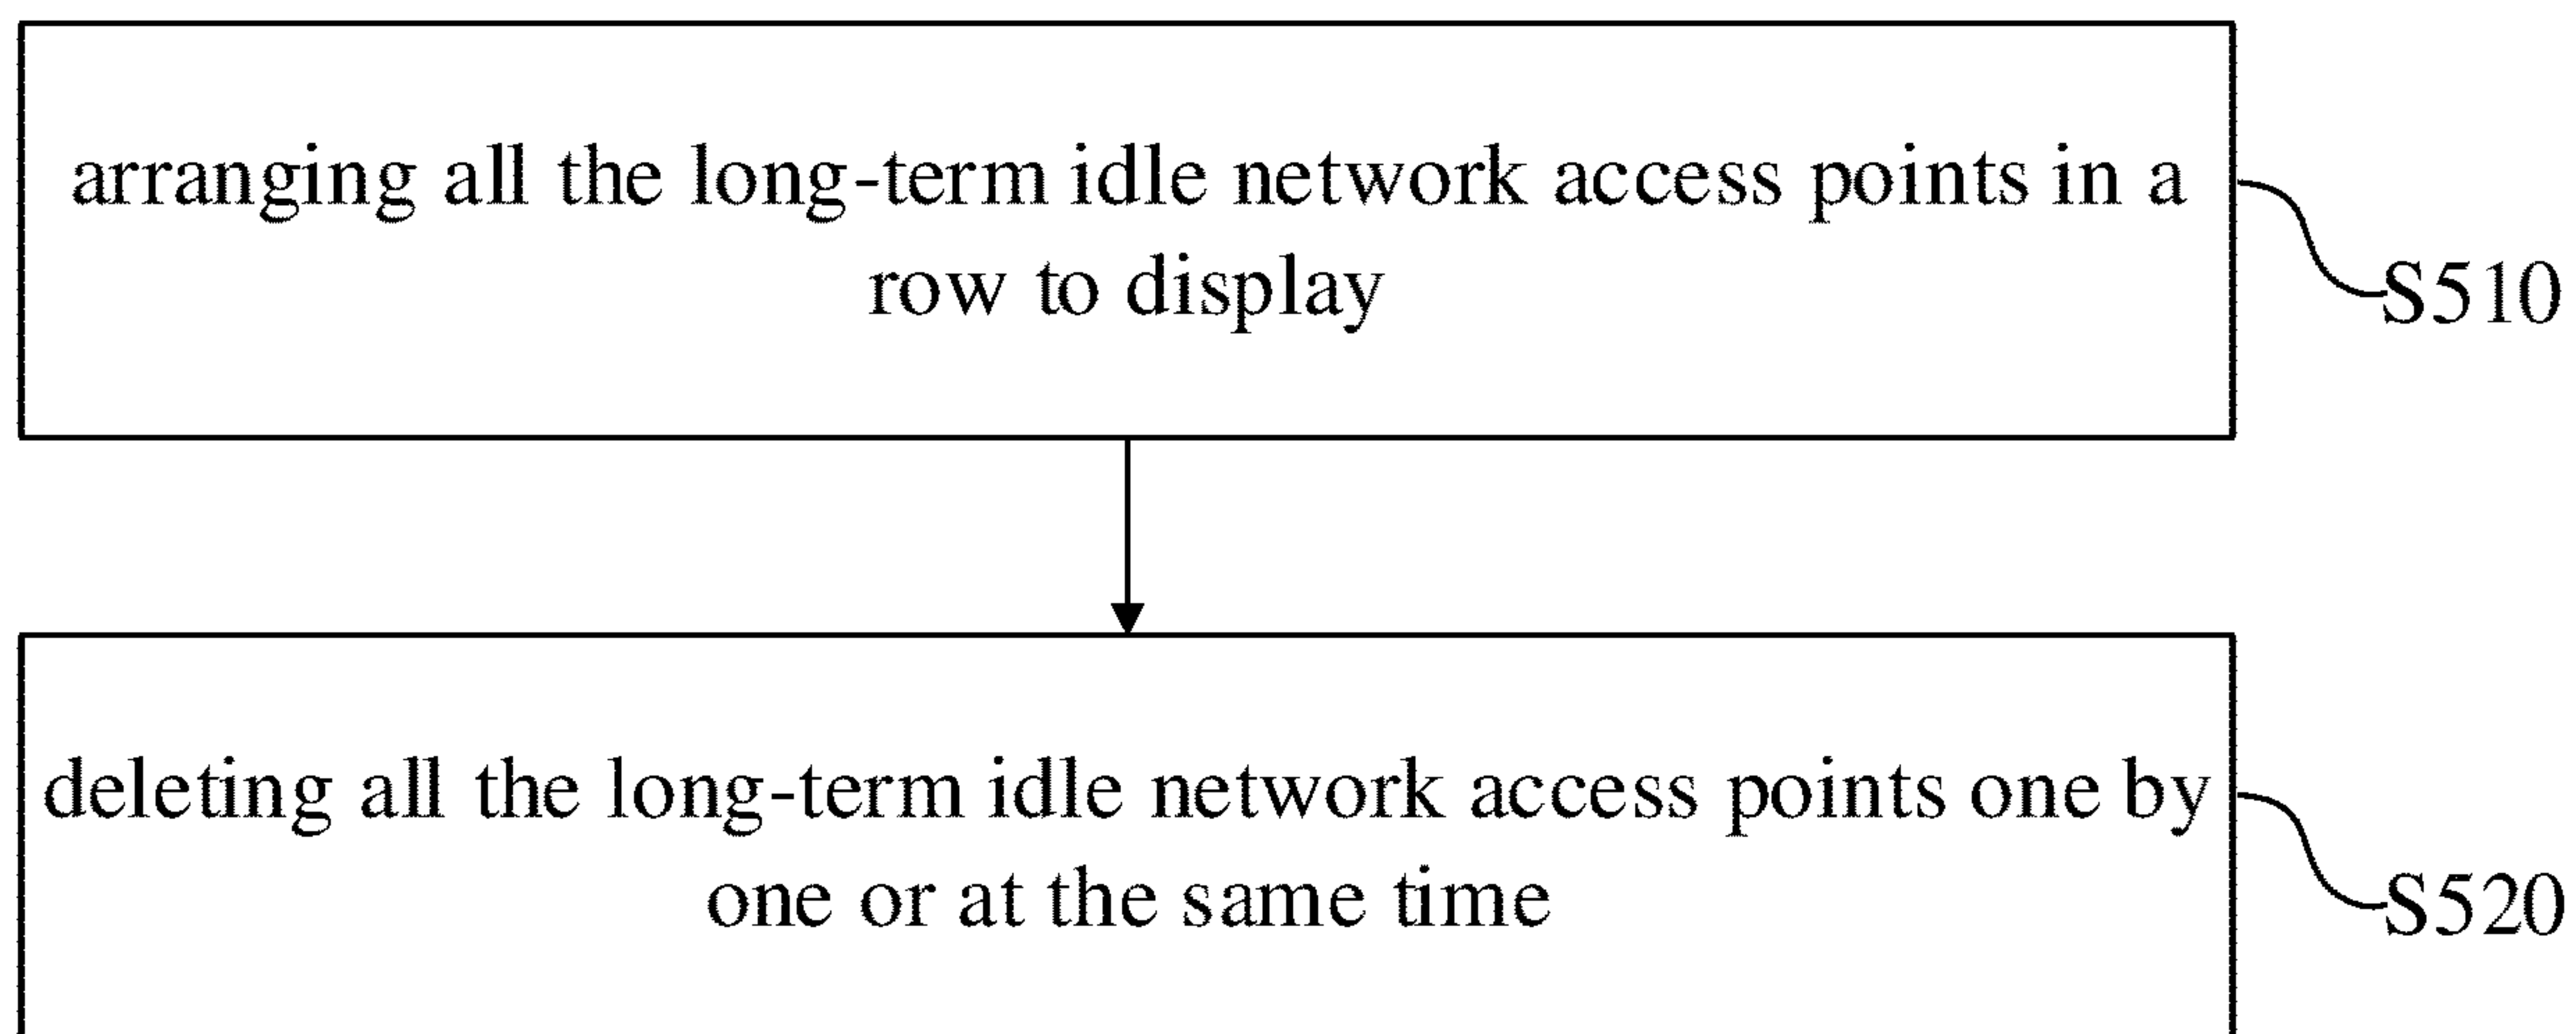 arranging all the long-term idle network access points in a
row to display
S510
deleting all the long-term idle network access points one by
one or at the same time
S520